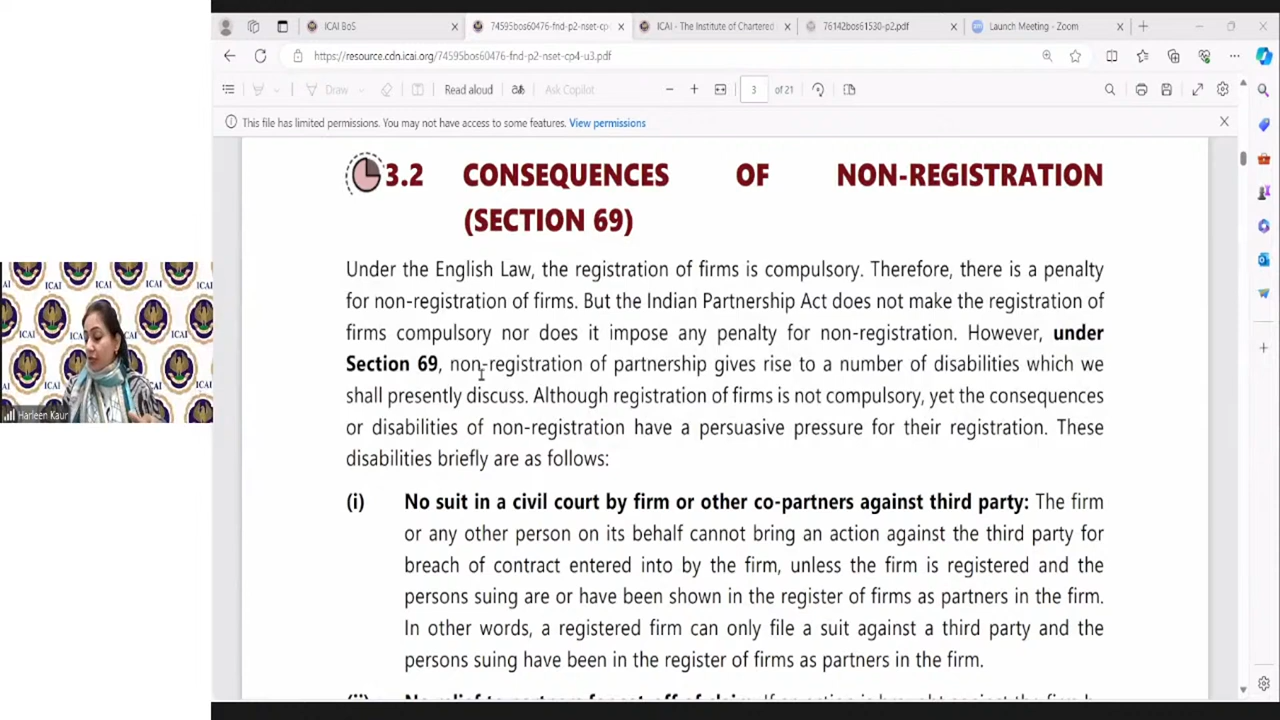 ICAI BoS
74595bos60476-fnd-p2-nset-cp
ICAI - The Institute of Chartered
76142bos61530-p2.pdf
Launch Meeting - Zoom
https://resource.cdn.icai.org/74595bos60476-fnd-p2-nset-cp4-u3.pdf
Draw
Read aloud
Ask Copilot
3 of 21
This file has limited permissions. You may not have access to some features. View permissions
3.2 CONSEQUENCES OF NON-REGISTRATION
(SECTION 69)
Under the English Law, the registration of firms is compulsory. Therefore, there is a penalty
for non-registration of firms. But the Indian Partnership Act does not make the registration of
firms compulsory nor does it impose any penalty for non-registration. However, under
Section 69, non-registration of partnership gives rise to a number of disabilities which we
shall presently discuss. Although registration of firms is not compulsory, yet the consequences
or disabilities of non-registration have a persuasive pressure for their registration. These
disabilities briefly are as follows:
(i) No suit in a civil court by firm or other co-partners against third party: The firm
or any other person on its behalf cannot bring an action against the third party for
breach of contract entered into by the firm, unless the firm is registered and the
persons suing are or have been shown in the register of firms as partners in the firm.
In other words, a registered firm can only file a suit against a third party and the
persons suing have been in the register of firms as partners in the firm.
ICAI
ICAI
ICAI
Harleen Kaur